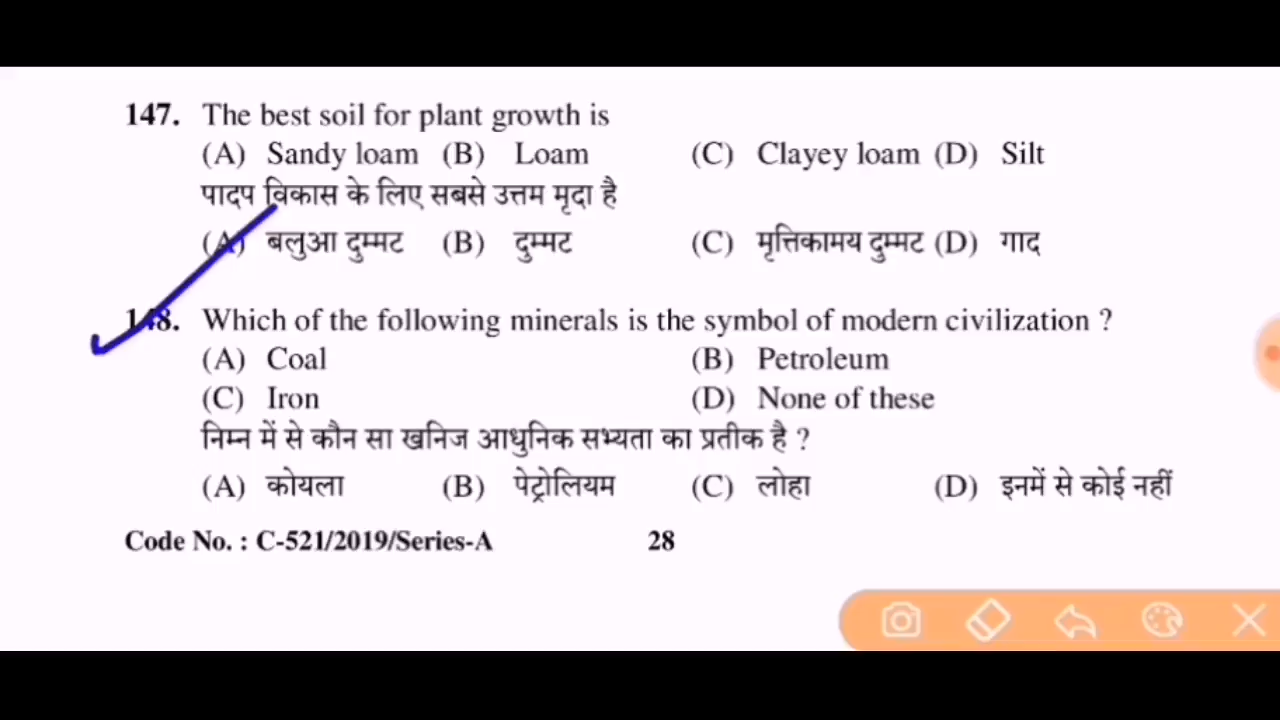 147. The best soil for plant growth is
(A) Sandy loam (B) Loam (C) Clayey loam (D) Silt
पादप विकास के लिए सबसे उत्तम मृदा है
(A) बलुआ दुम्मट (B) दुम्मट (C) मृत्तिकामय दुम्मट (D) गाद
148. Which of the following minerals is the symbol of modern civilization ?
(A) Coal (B) Petroleum
(C) Iron (D) None of these
निम्न में से कौन सा खनिज आधुनिक सभ्यता का प्रतीक है ?
(A) कोयला (B) पेट्रोलियम (C) लोहा (D) इनमें से कोई नहीं
Code No. : C-521/2019/Series-A 28